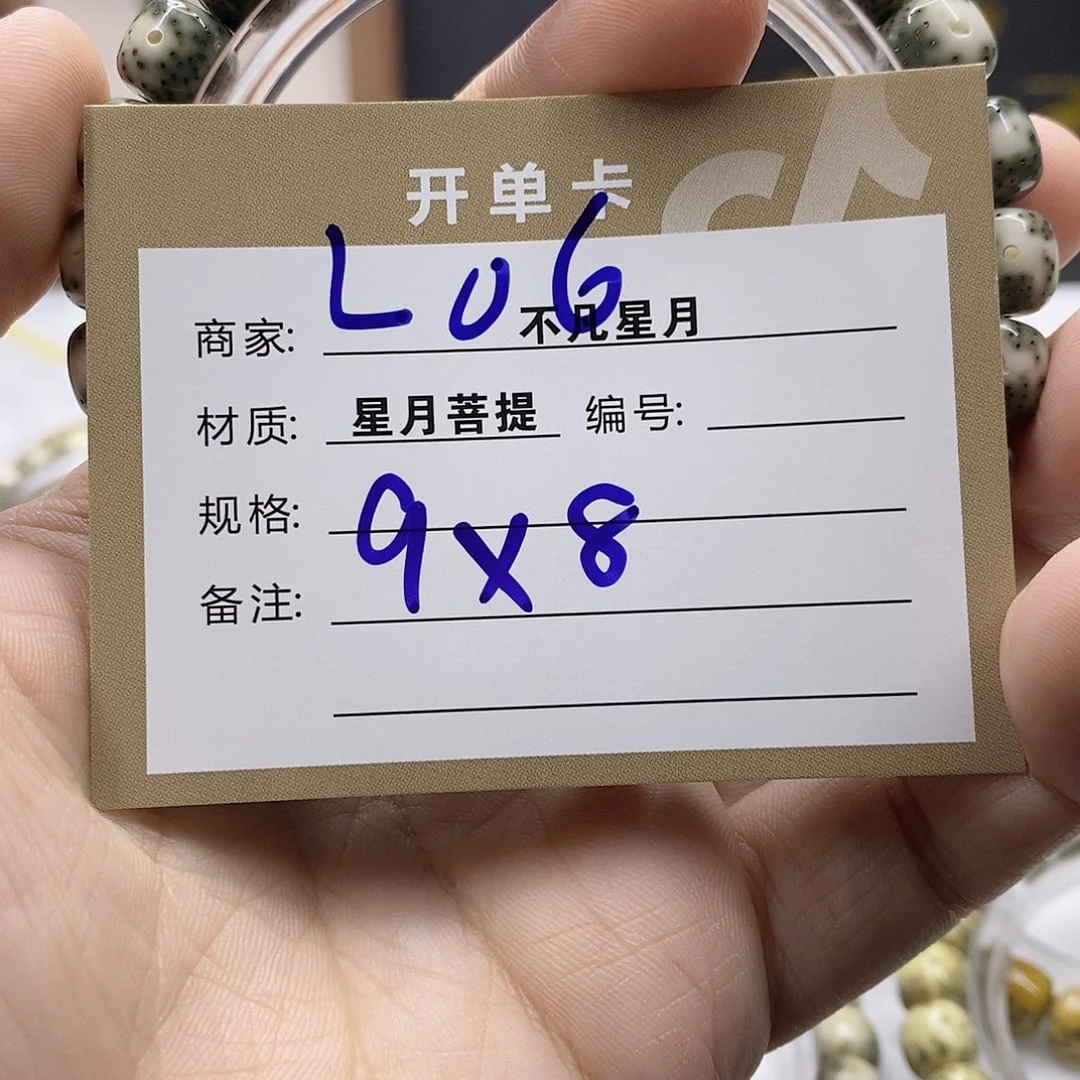 开单卡
L06
商家: 不凡星月
材质: 星月菩提 编号:
规格: 9x8
备注: